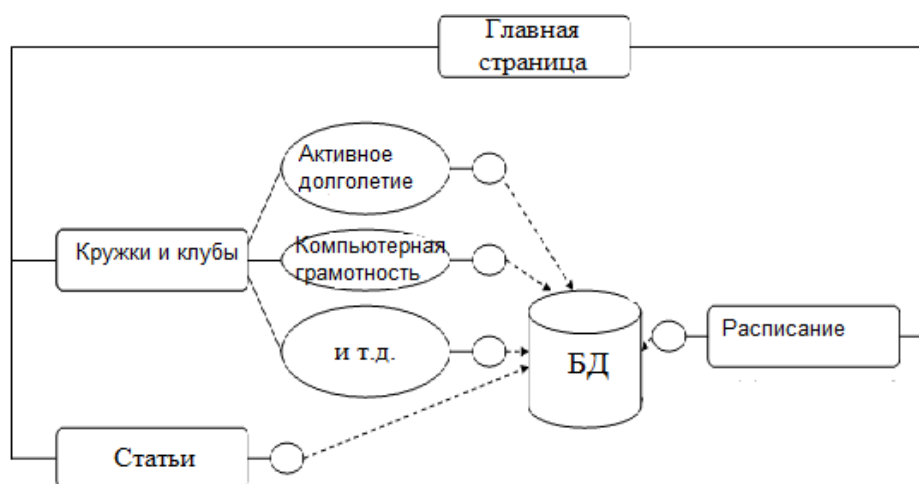 Главная
страница
Активное
долголетие
Кружки и клубы
Компьютерная
грамотность
и т.д.
БД
Расписание
Статьи